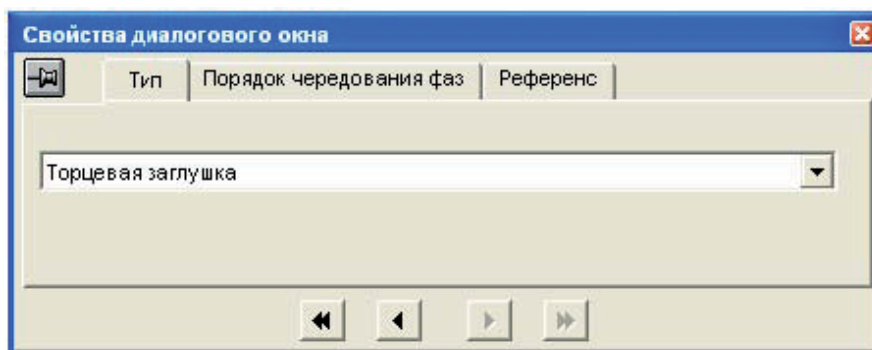 Свойства диалогового окна
Тип Порядок чередования фаз Референс
Торцевая заглушка